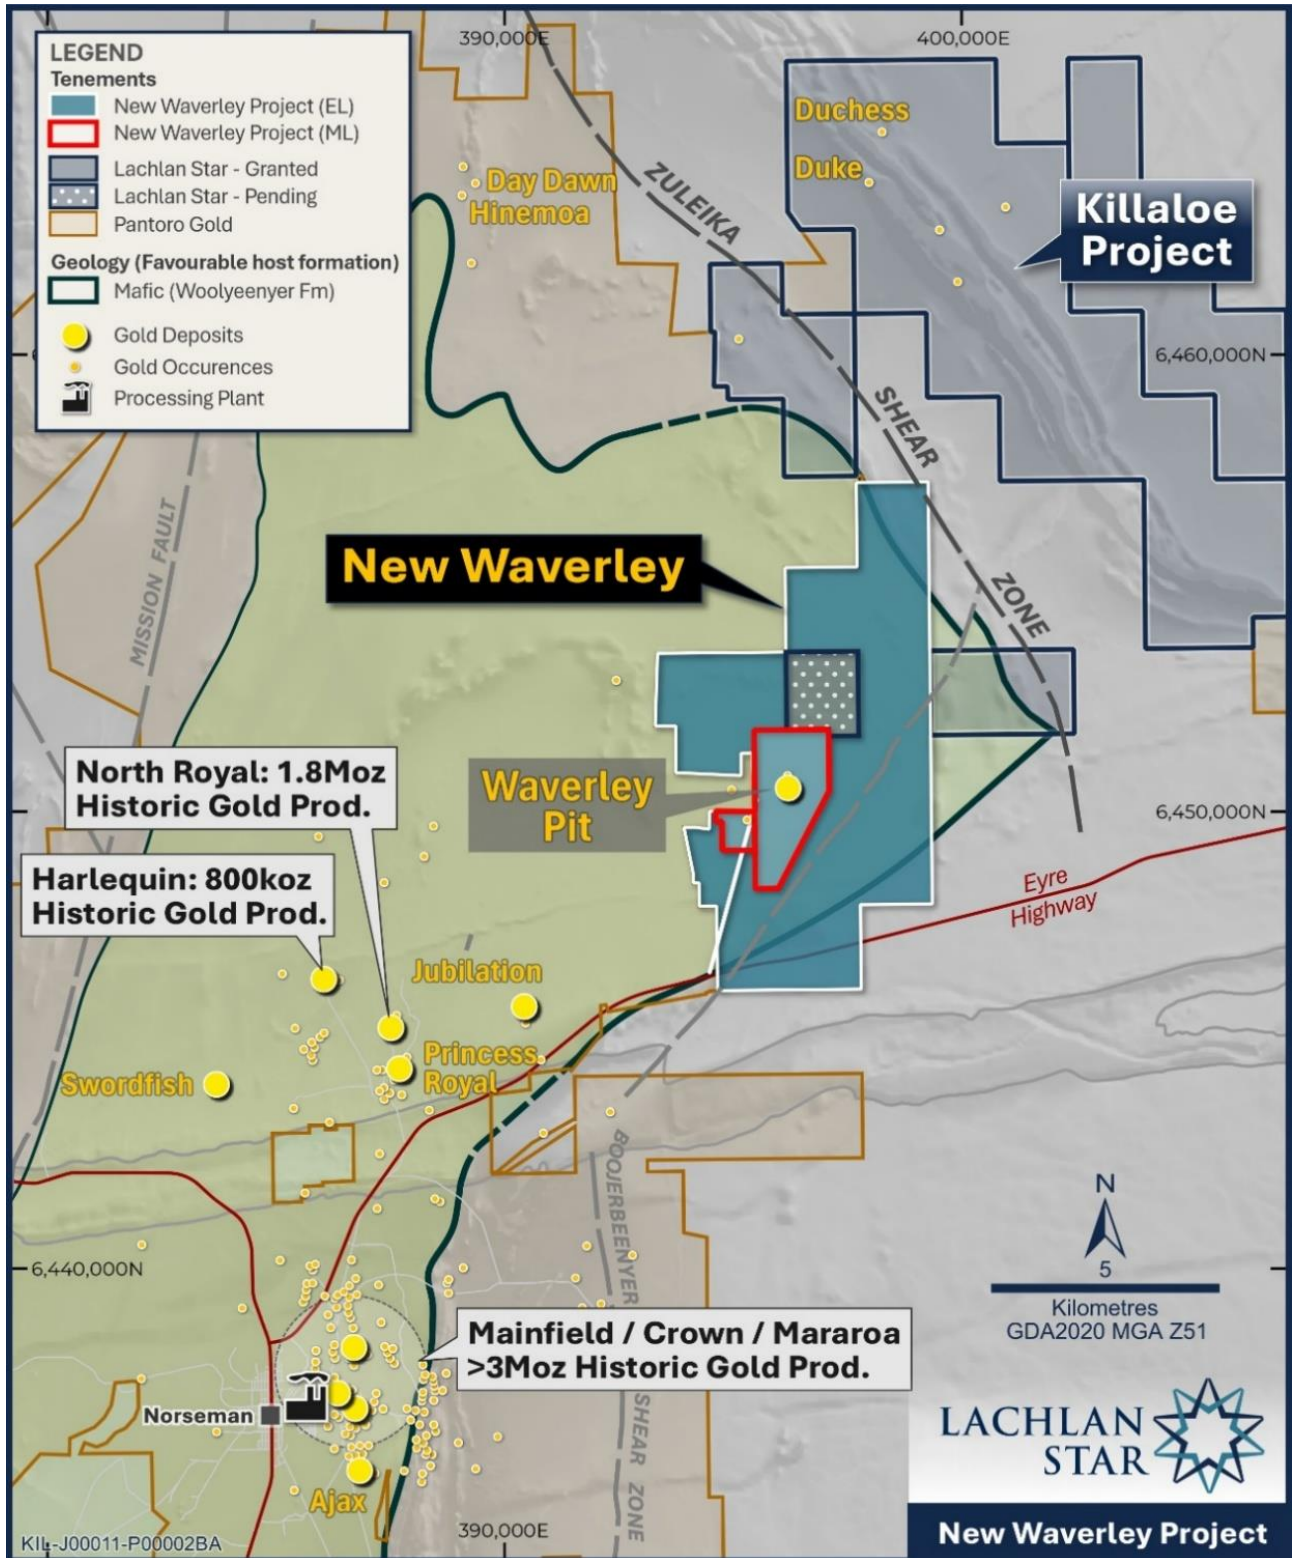 390,000E
400,000E
LEGEND
Tenements
New Waverley Project (EL)
New Waverley Project (ML)
Lachlan Star - Granted
Lachlan Star - Pending
Pantoro Gold
Geology (Favourable host formation)
Mafic (Woolyeenyer Fm)
Gold Deposits
Gold Occurences
Processing Plant
Duchess
Duke
Day Dawn
Hinemoa
ZULEIKA
SHEAR
ZONE
Killaloe
Project
6,460,000N
MISSION FAULT
New Waverley
North Royal: 1.8Moz
Historic Gold Prod.
Waverley
Pit
6,450,000N
Harlequin: 800koz
Historic Gold Prod.
Eyre
Highway
Jubilation
Princess
Royal
Swordfish
BOOJERBEENYER
SHEAR ZONE
6,440,000N
N
5
Kilometres
GDA2020 MGA Z51
Mainfield / Crown / Mararoa
>3Moz Historic Gold Prod.
Norseman
Ajax
LACHLAN
STAR
390,000E
KIL-J00011-P00002BA
New Waverley Project